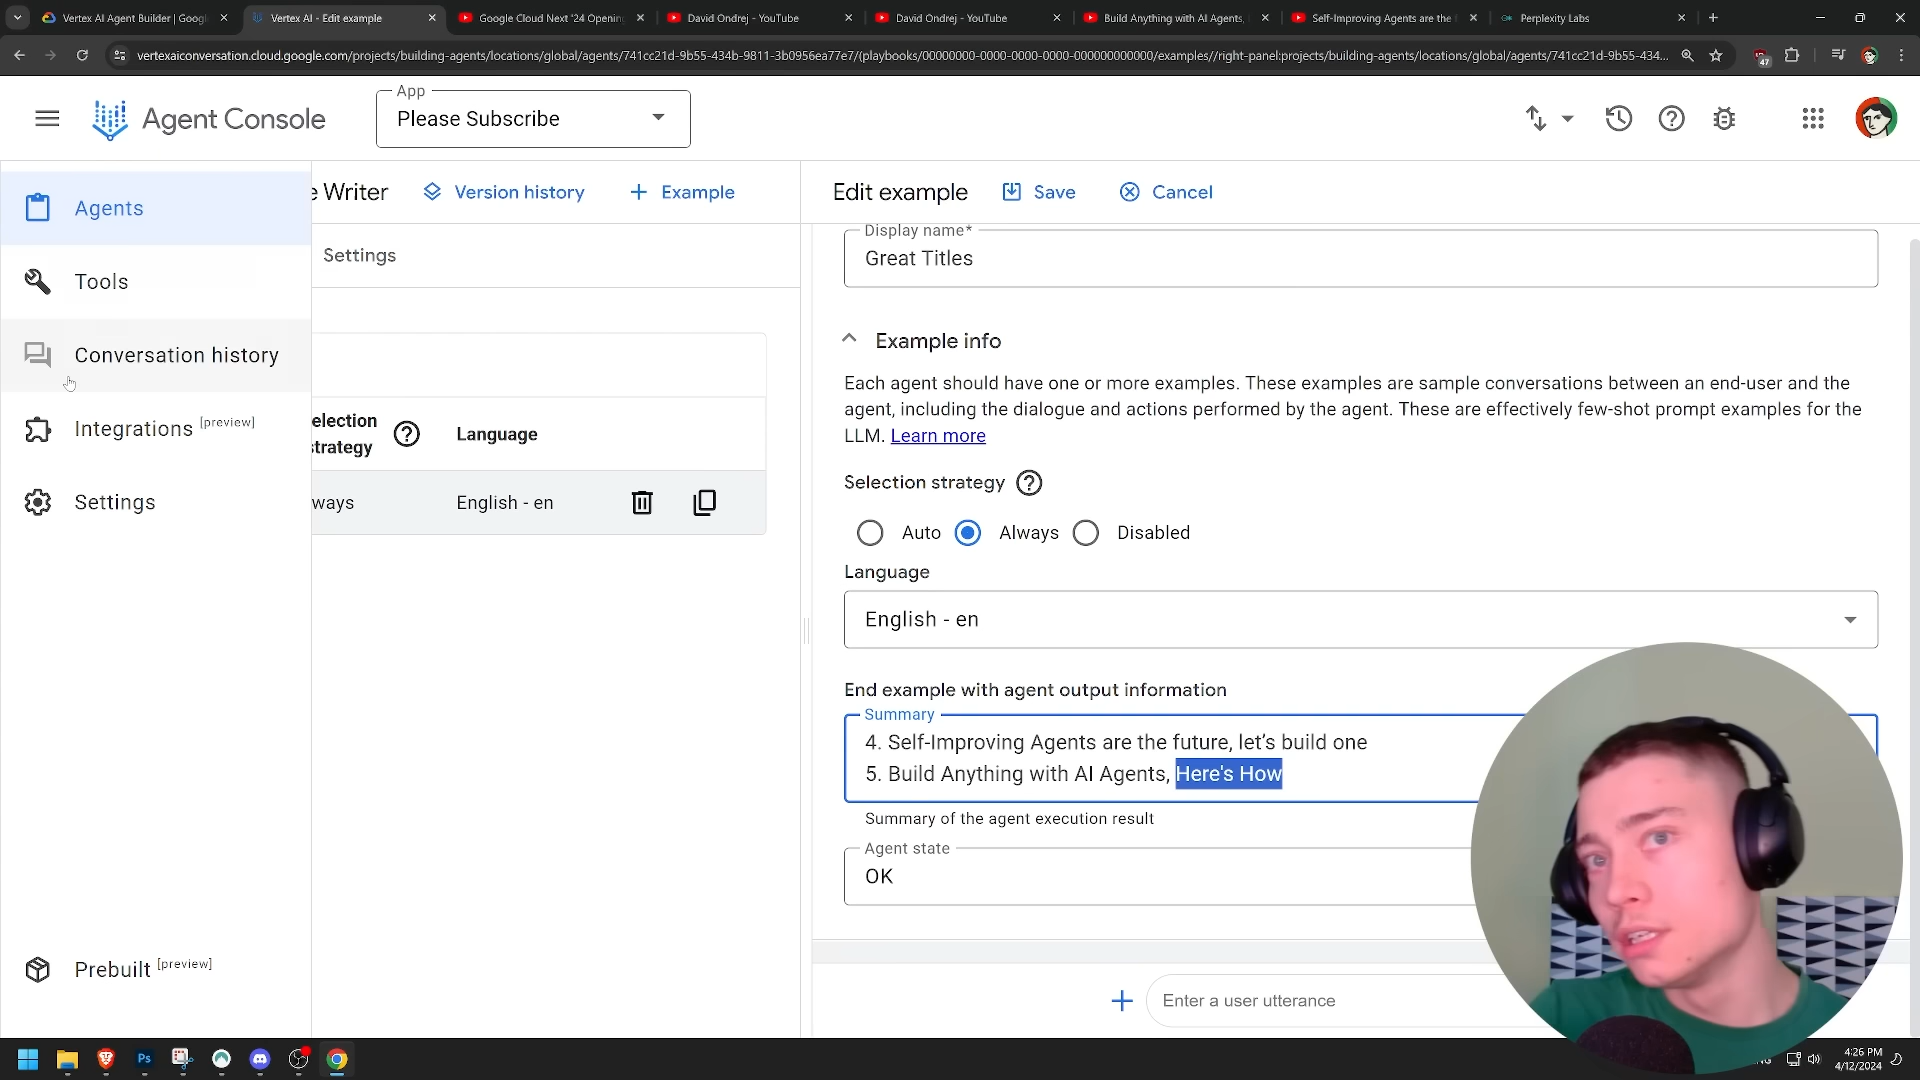 Vertex AI Agent Builder | Googl
Vertex AI - Edit example
Google Cloud Next '24 Opening
David Ondrej - YouTube
David Ondrej - YouTube
Build Anything with AI Agents,
Self-Improving Agents are the
Perplexity Labs
vertexaiconversation.cloud.google.com/projects/building-agents/locations/global/agents/741cc21d-9b55-434b-9811-3b0956ea77e7/(playbooks/00000000-0000-0000-0000-000000000000/examples//right-panel:projects/building-agents/locations/global/agents/741cc21d-9b55-434...
47
Agent Console
App
Please Subscribe
Agents
Tools
Conversation history
Integrations [preview]
Settings
Prebuilt [preview]
e Writer
Version history
Example
Settings
election
trategy
Language
ways
English - en
Edit example
Save
Cancel
Display name*
Great Titles
Example info
Each agent should have one or more examples. These examples are sample conversations between an end-user and the
agent, including the dialogue and actions performed by the agent. These are effectively few-shot prompt examples for the
LLM. Learn more
Selection strategy
Auto
Always
Disabled
Language
English - en
End example with agent output information
Summary
4. Self-Improving Agents are the future, let’s build one
5. Build Anything with AI Agents, Here's How
Summary of the agent execution result
Agent state
OK
Enter a user utterance
Ps
4:26 PM
4/12/2024